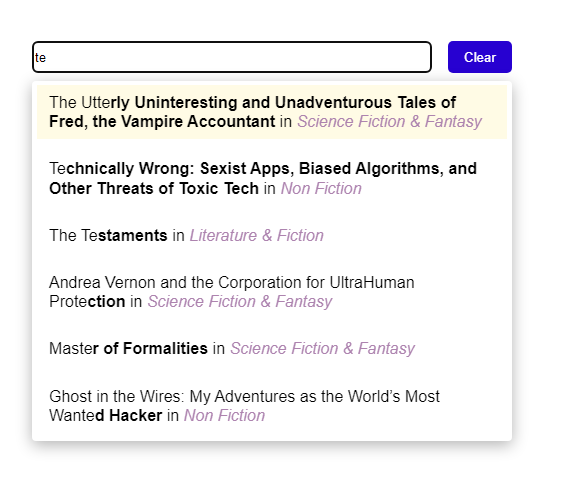 te
Clear
The Utterly Uninteresting and Unadventurous Tales of
Fred, the Vampire Accountant in Science Fiction & Fantasy
Technically Wrong: Sexist Apps, Biased Algorithms, and
Other Threats of Toxic Tech in Non Fiction
The Testaments in Literature & Fiction
Andrea Vernon and the Corporation for UltraHuman
Protection in Science Fiction & Fantasy
Master of Formalities in Science Fiction & Fantasy
Ghost in the Wires: My Adventures as the World’s Most
Wanted Hacker in Non Fiction